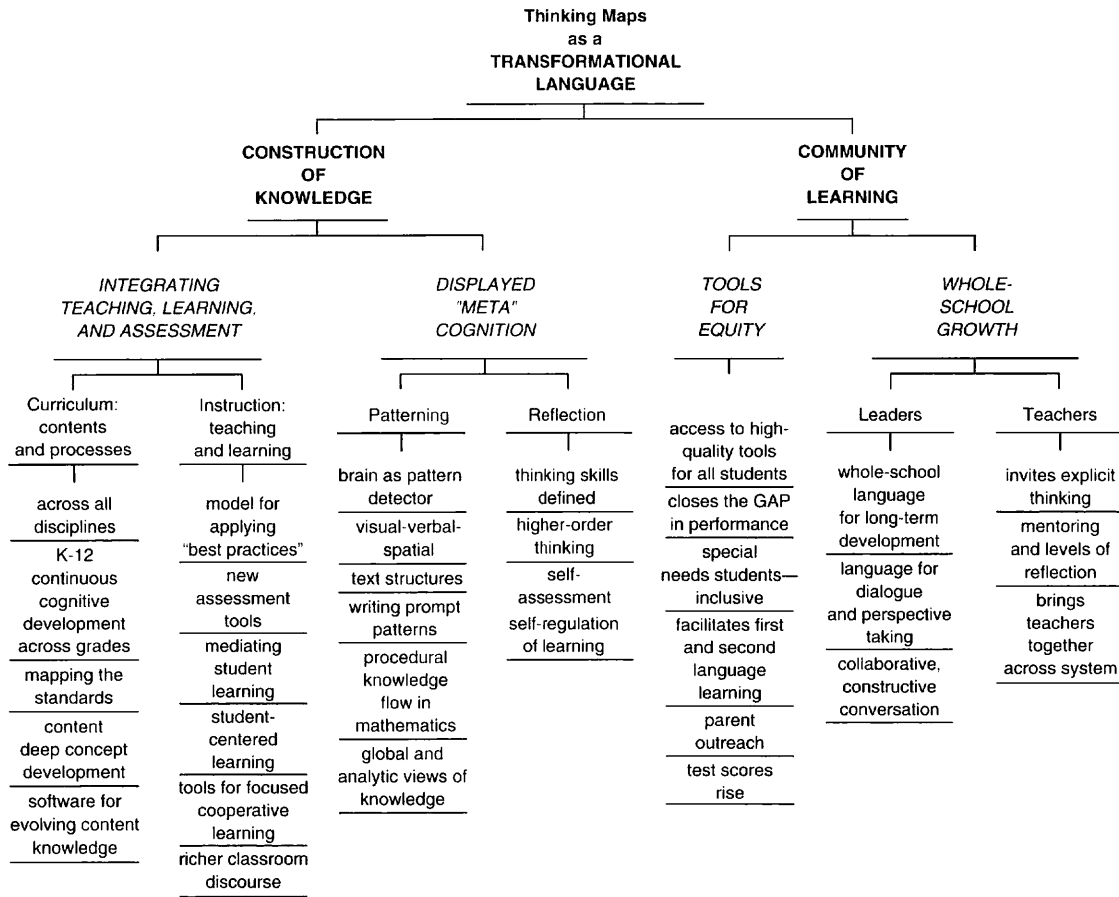 Thinking Maps
as a
TRANSFORMATIONAL
LANGUAGE
CONSTRUCTION
OF
KNOWLEDGE
COMMUNITY
OF
LEARNING
INTEGRATING
TEACHING, LEARNING,
AND ASSESSMENT
DISPLAYED
"META"
COGNITION
TOOLS
FOR
EQUITY
WHOLE-
SCHOOL
GROWTH
Curriculum:
contents
and processes
across all
disciplines
K-12
continuous
cognitive
development
across grades
mapping the
standards
content
deep concept
development
software for
evolving content
knowledge
Instruction:
teaching
and learning
model for
applying
“best practices”
new
assessment
tools
mediating
student
learning
student-
centered
learning
tools for focused
cooperative
learning
richer classroom
discourse
Patterning
brain as pattern
detector
visual-verbal-
spatial
text structures
writing prompt
patterns
procedural
knowledge
flow in
mathematics
global and
analytic views of
knowledge
Reflection
thinking skills
defined
higher-order
thinking
self-
assessment
self-regulation
of learning
access to high-
quality tools
for all students
closes the GAP
in performance
special
needs students—
inclusive
facilitates first
and second
language
learning
parent
outreach
test scores
rise
Leaders
whole-school
language
for long-term
development
language for
dialogue
and perspective
taking
collaborative,
constructive
conversation
Teachers
invites explicit
thinking
mentoring
and levels of
reflection
brings
teachers
together
across system